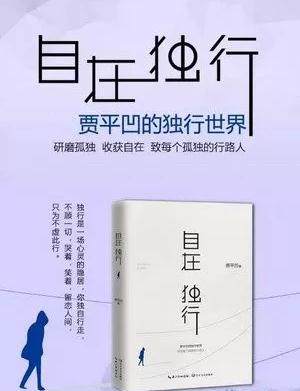 自在 独行
贾平凹的独行世界
研磨孤独 收获自在 致每个孤独的行路人
独行是一场心灵的隐居，你独自行走，
不顾一切，哭着，笑着，留恋人间，
只为不虚此行。
自在
独行
贾平凹